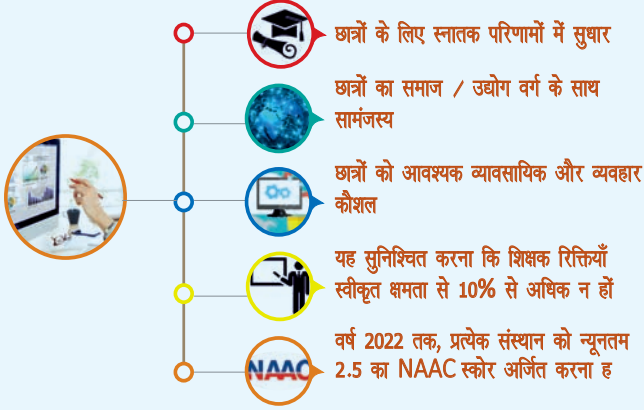 छात्रों के लिए स्नातक परिणामों में सुधार
छात्रों का समाज / उद्योग वर्ग के साथ
सामंजस्य
छात्रों को आवश्यक व्यावसायिक और व्यवहार
कौशल
यह सुनिश्चित करना कि शिक्षक रिक्तियाँ
स्वीकृत क्षमता से 10% से अधिक न हों
वर्ष 2022 तक, प्रत्येक संस्थान को न्यूनतम
2.5 का NAAC स्कोर अर्जित करना ह
NAAC